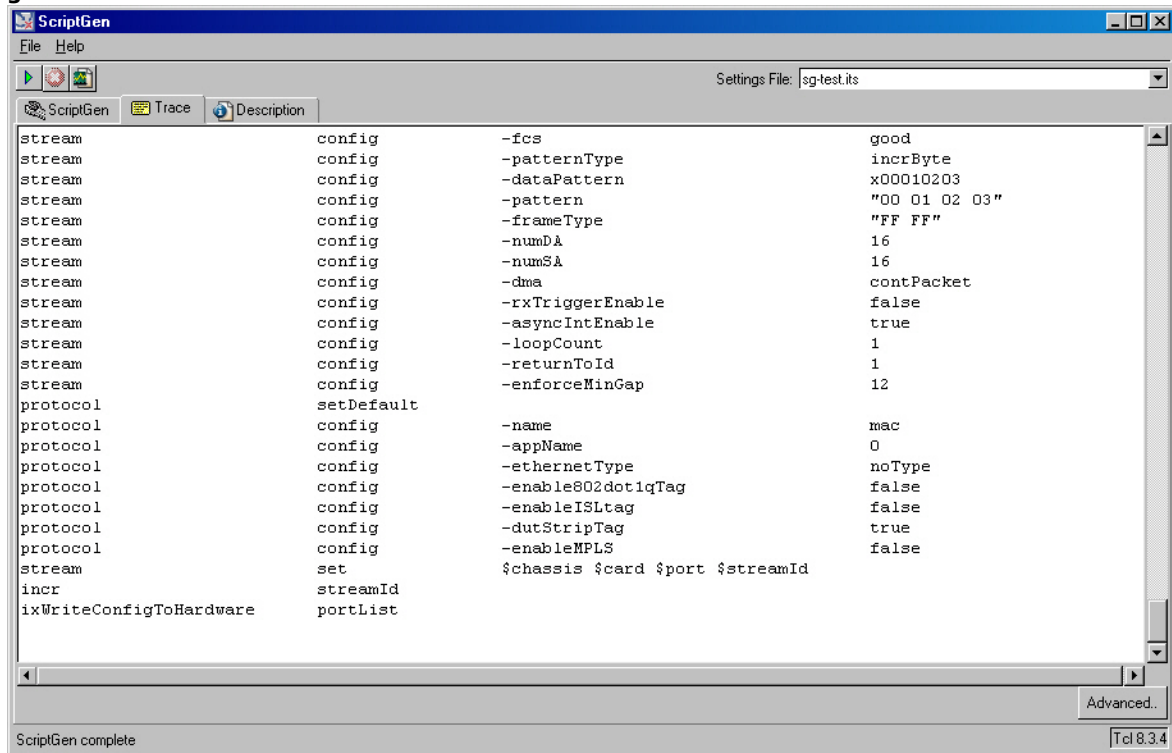 ScriptGen
File Help
Settings File: sg-test.its
ScriptGen Trace Description
stream config -fcs good
stream config -patternType incrByte
stream config -dataPattern x00010203
stream config -pattern "00 01 02 03"
stream config -frameType "FF FF"
stream config -numDA 16
stream config -numSA 16
stream config -dma contPacket
stream config -rxTriggerEnable false
stream config -asyncIntEnable true
stream config -loopCount 1
stream config -returnToId 1
stream config -enforceMinGap 12
protocol setDefault
protocol config -name mac
protocol config -appName 0
protocol config -ethernetType noType
protocol config -enable802dot1qTag false
protocol config -enableISLtag false
protocol config -dutStripTag true
protocol config -enableMPLS false
stream set $chassis $card $port $streamId
incr streamId
ixWriteConfigToHardware portList
Advanced..
ScriptGen complete Tcl 8.3.4